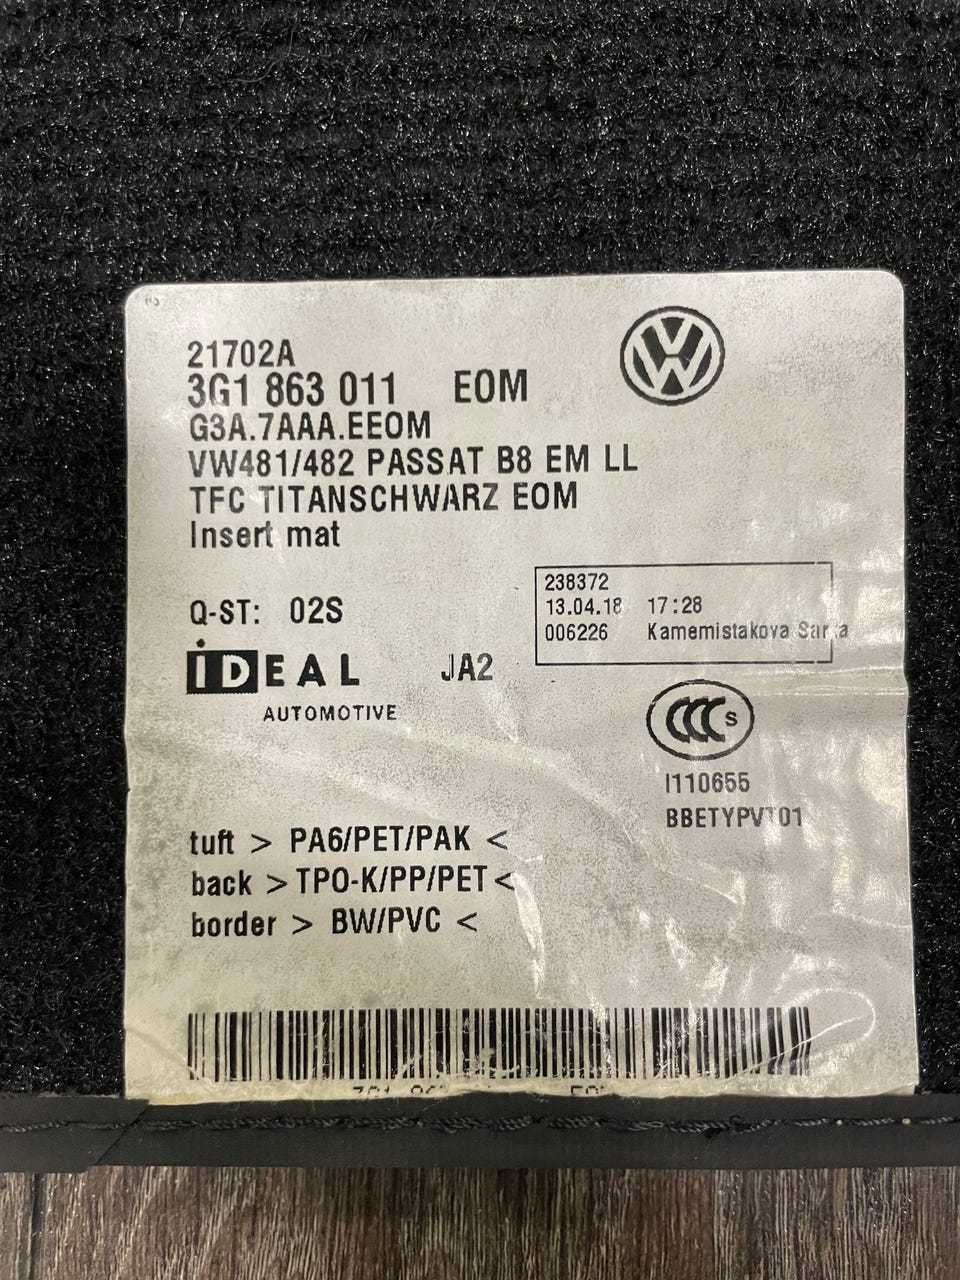 21702A
3G1 863 011 EOM
G3A.7AAA.EEOM
VW481/482 PASSAT B8 EM LL
TFC TITANSCHWARZ EOM
Insert mat
238372
13.04.18 17:28
006226 Kamemistakova
Q-ST: 02S
iDEAL JA2
AUTOMOTIVE
CCC S
I110655
BBETYPVT01
tuft > PA6/PET/PAK <
back > TPO-K/PP/PET <
border > BW/PVC <